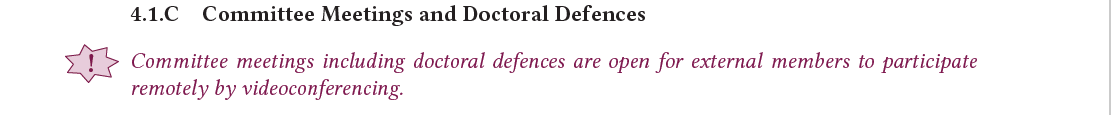 4.1.C Committee Meetings and Doctoral Defences
! Committee meetings including doctoral defences are open for external members to participate
remotely by videoconferencing.